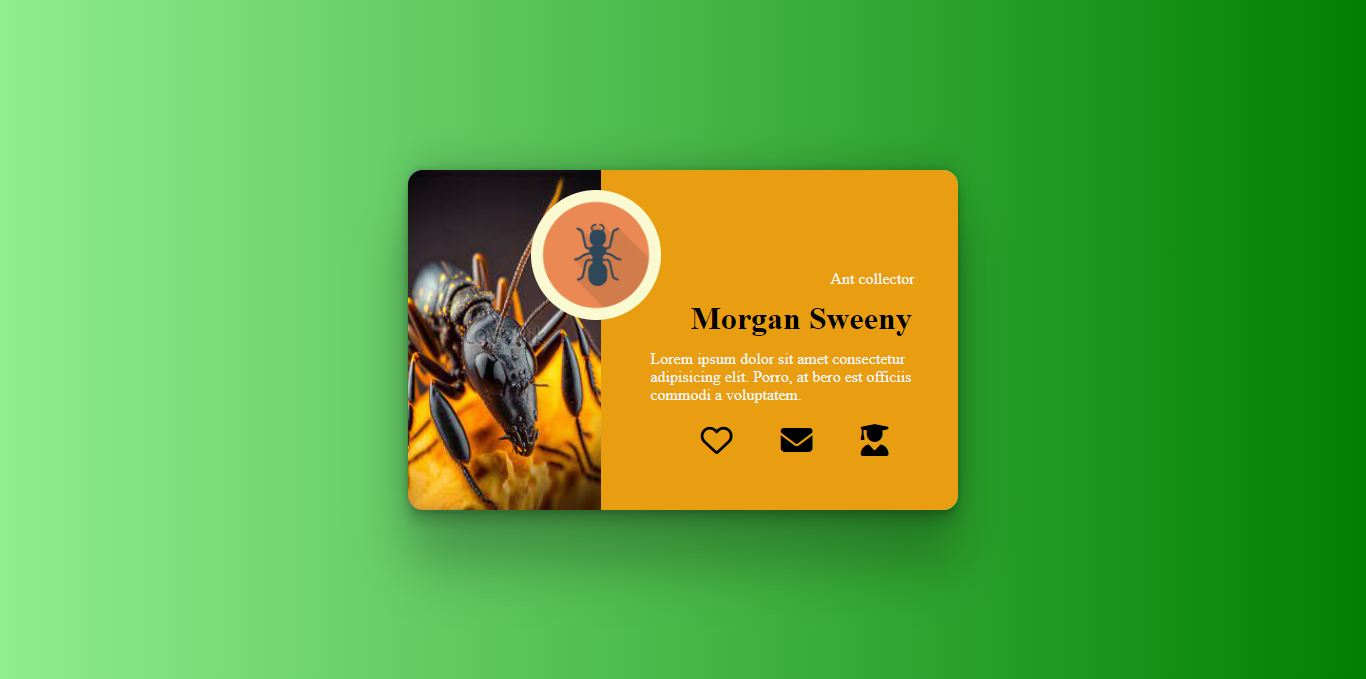 Ant collector
Morgan Sweeny
Lorem ipsum dolor sit amet consectetur
adipisicing elit. Porro, at bero est officiis
commodi a voluptatem.